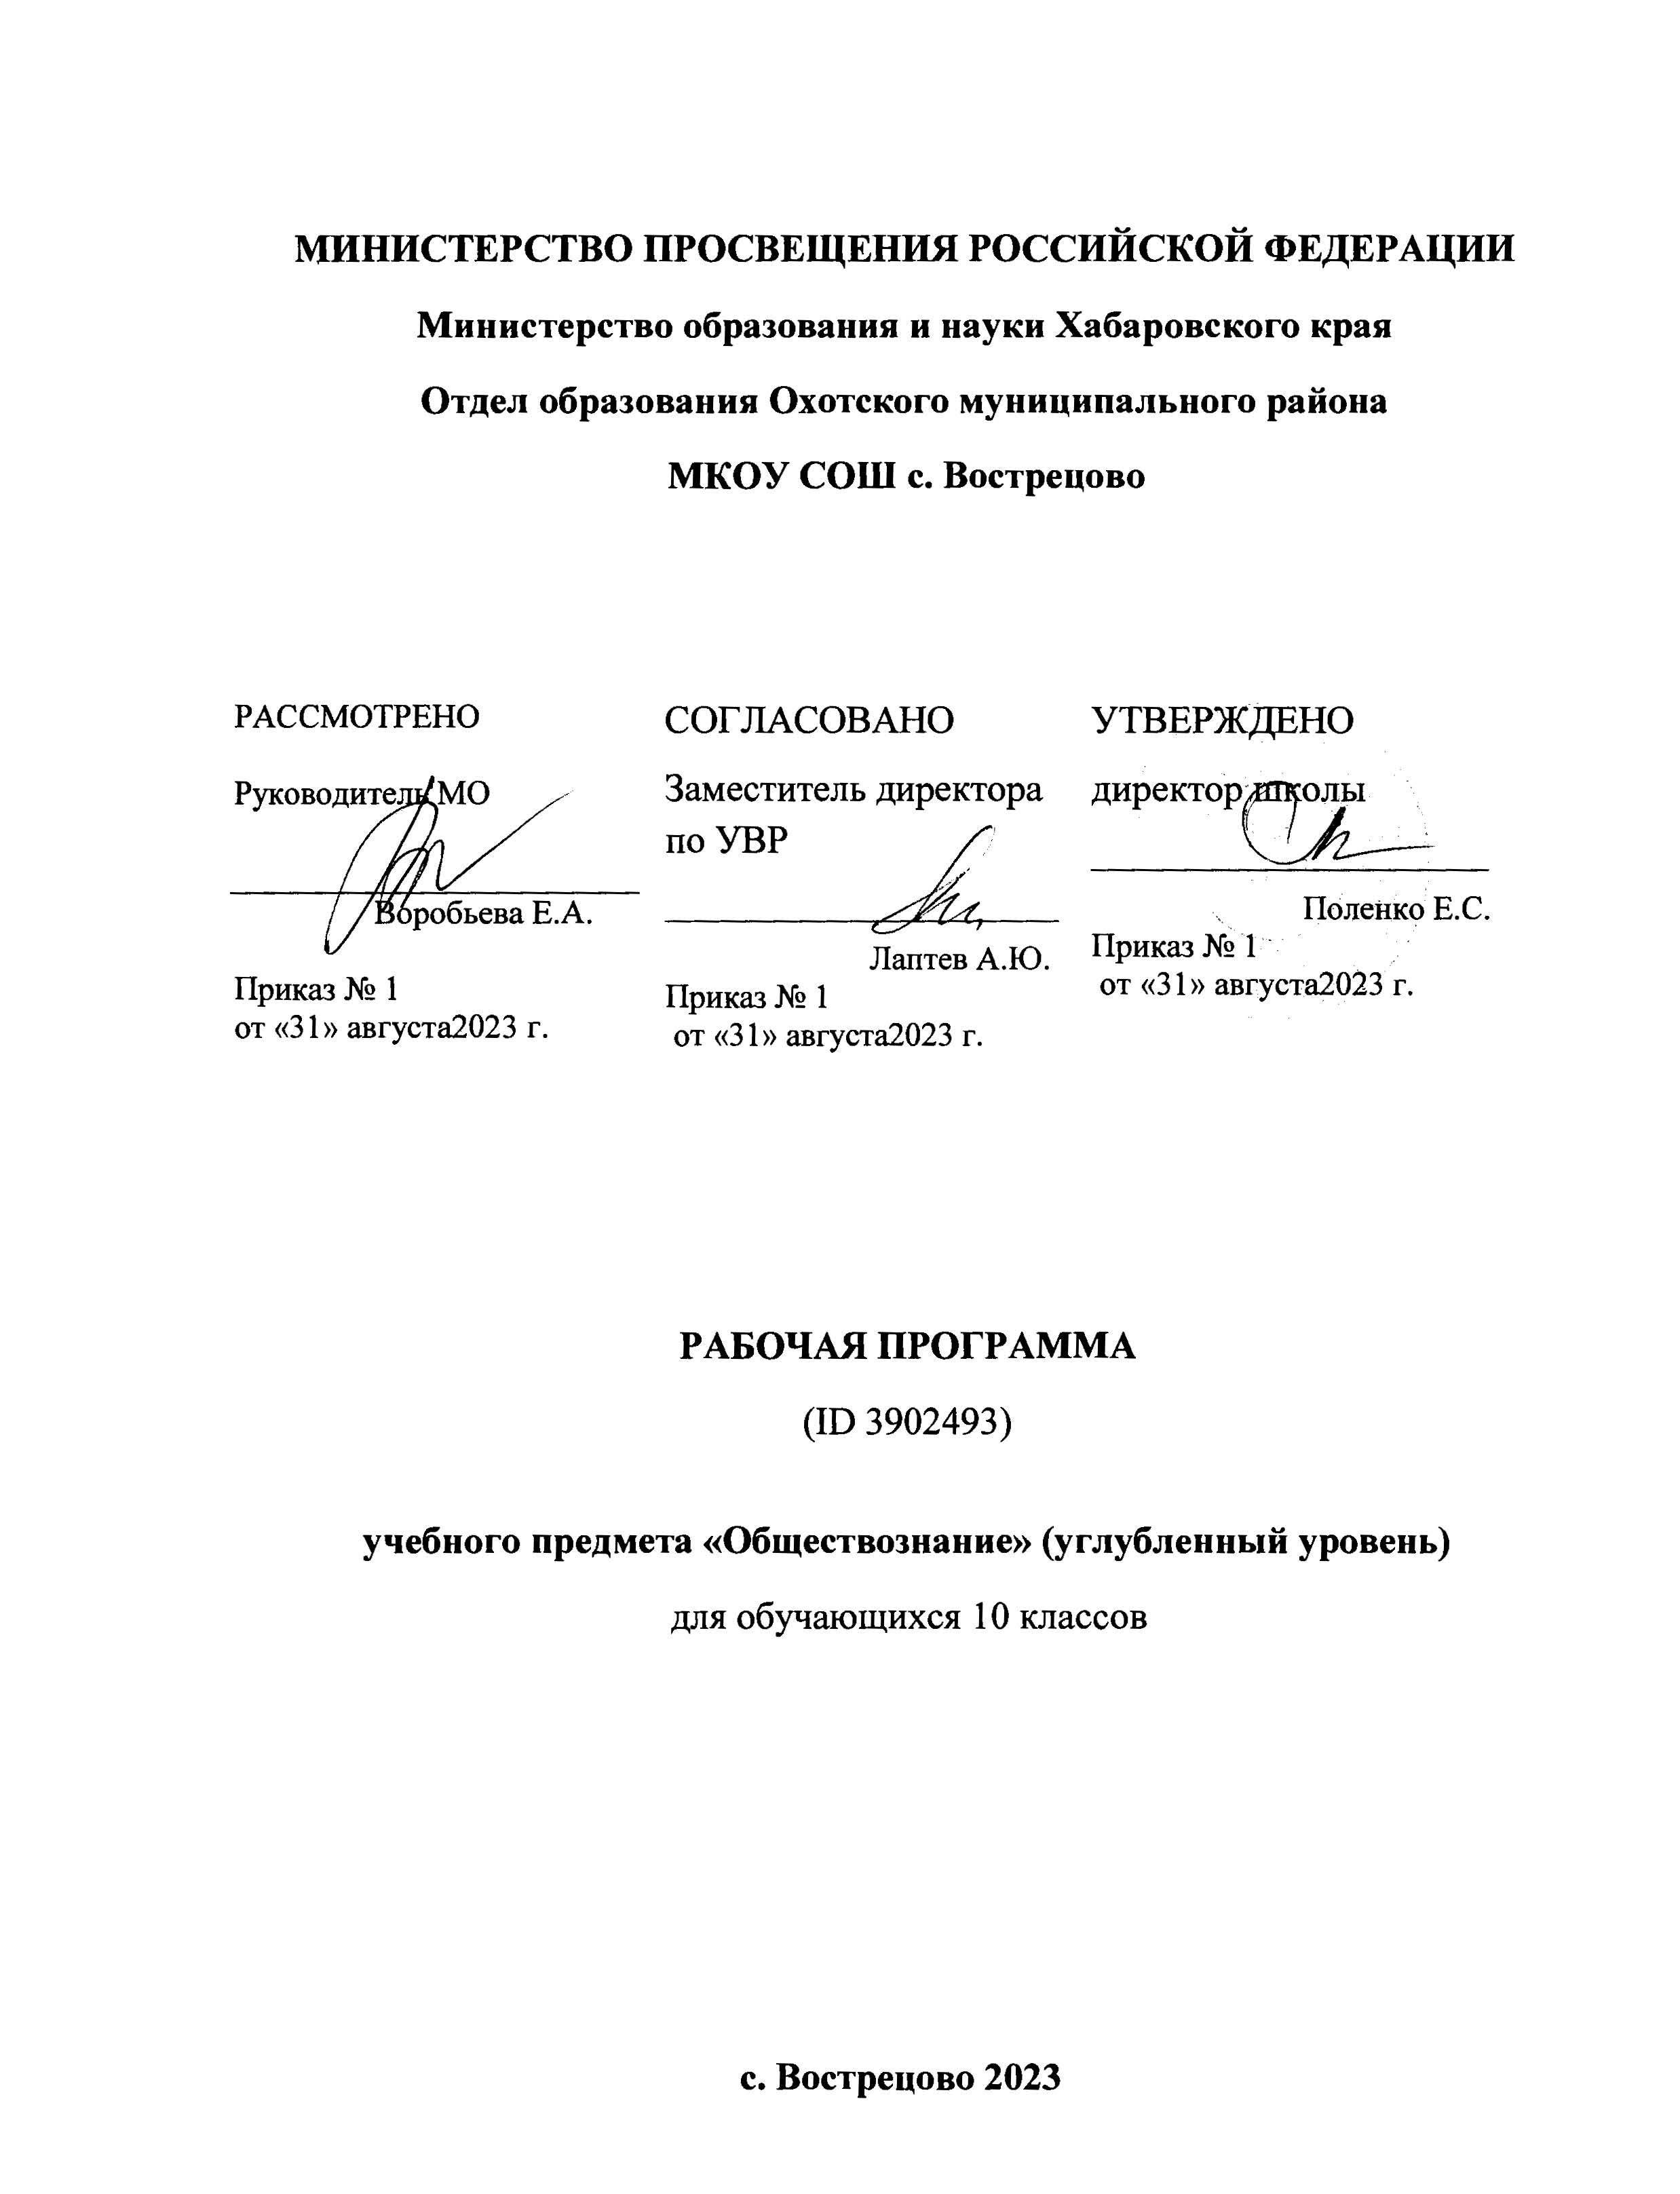 МИНИСТЕРСТВО ПРОСВЕЩЕНИЯ РОССИЙСКОЙ ФЕДЕРАЦИИ
Министерство образования и науки Хабаровского края
Отдел образования Охотского муниципального района
МКОУ СОШ с. Вострецово
РАССМОТРЕНО
Руководитель МО
Воробьева Е.А.
Приказ № 1
от «31» августа2023 г.
СОГЛАСОВАНО
Заместитель директора
по УВР
Лаптев А.Ю.
Приказ № 1
от «31» августа2023 г.
УТВЕРЖДЕНО
директор школы
Поленко Е.С.
Приказ № 1
от «31» августа2023 г.
РАБОЧАЯ ПРОГРАММА
(ID 3902493)
учебного предмета «Обществознание» (углубленный уровень)
для обучающихся 10 классов
с. Вострецово 2023